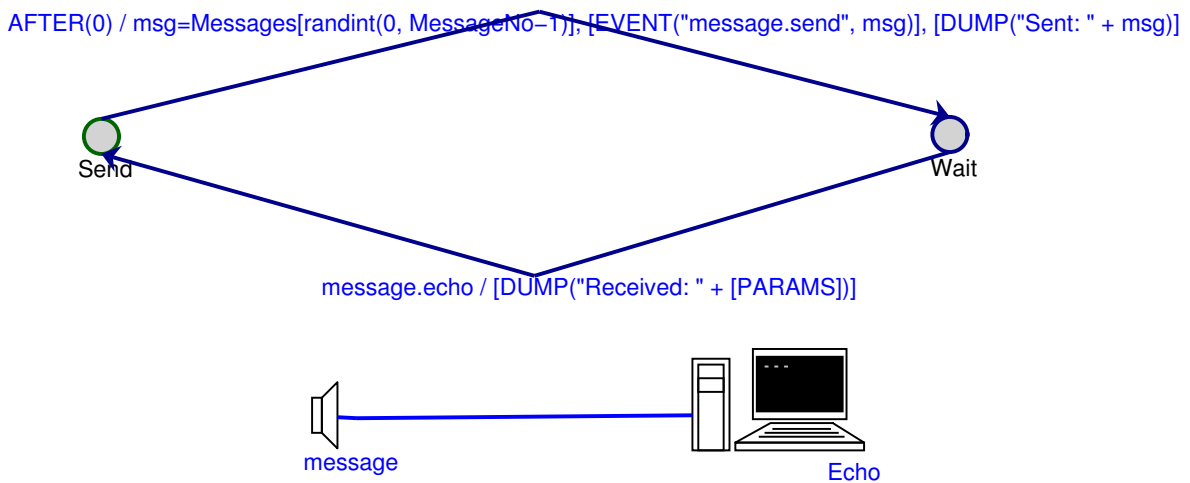 AFTER(0) / msg=Messages[randint(0, MessageNo−1)], [EVENT("message.send", msg)], [DUMP("Sent: " + msg)]
Send
Wait
message.echo / [DUMP("Received: " + [PARAMS])]
message
Echo